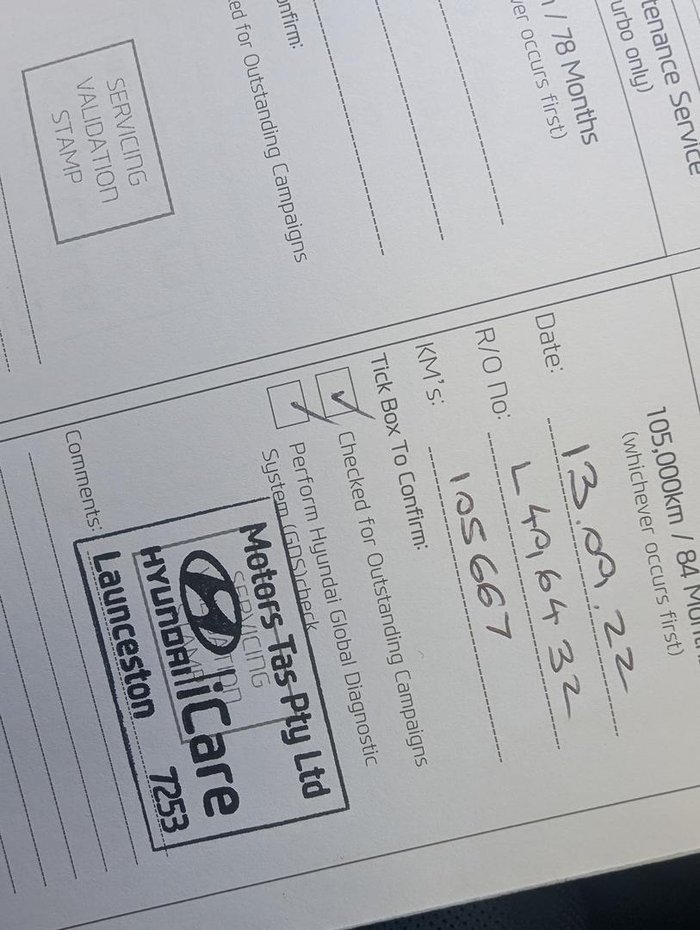 tenance Service
urbo only)
n / 78 Months
ver occurs first)
onfirm:
ed for Outstanding Campaigns
SERVICING
VALIDATION
STAMP
105,000km / 84 Mon
(whichever occurs first)
Date: 13.09.22
R/O no: L496432
KM's: 105667
Tick Box To Confirm:
Checked for Outstanding Campaigns
Perform Hyundai Global Diagnostic
System (GDS)check
SERVICING
Motors Tas Pty Ltd
HYUNDAI iCare
Launceston 7253
Comments: